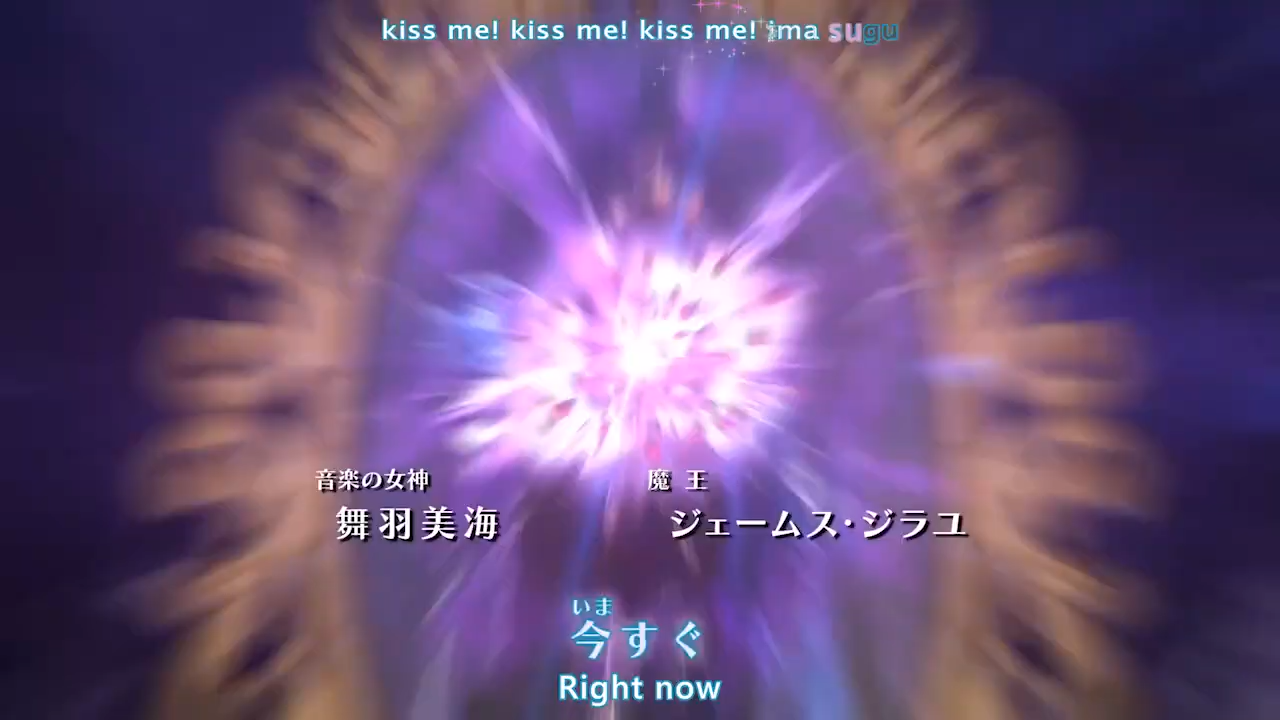 kiss me! kiss me! kiss me! ima sugu
音楽の女神 魔王
舞羽美海 ジェームス・ジラユ
いま
今すぐ
Right now